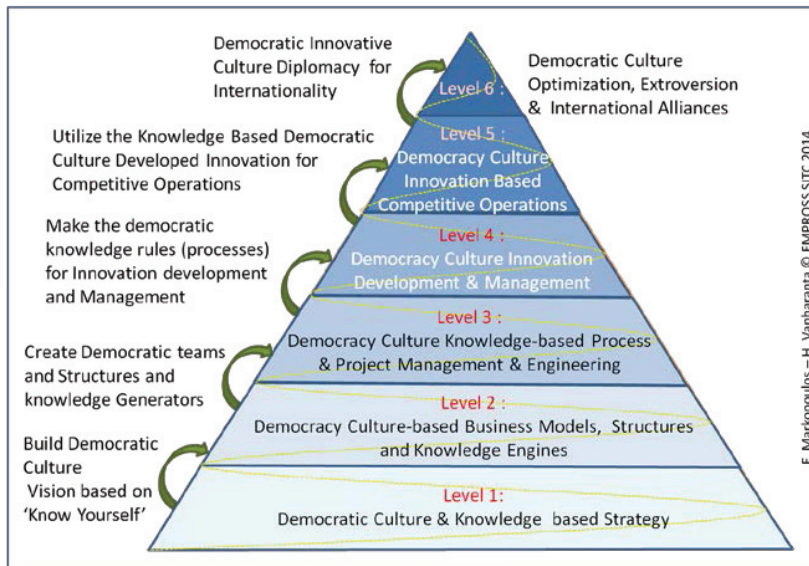 Democratic Innovative
Culture Diplomacy for
Internationality
Level 6 :
Democratic Culture
Optimization, Extroversion
& International Alliances
Utilize the Knowledge Based Democratic
Culture Developed Innovation for
Competitive Operations
Level 5 :
Democracy Culture
Innovation Based
Competitive Operations
Make the democratic
knowledge rules (processes)
for Innovation development
and Management
Level 4 :
Democracy Culture Innovation
Development & Management
Create Democratic teams
and Structures and
knowledge Generators
Level 3 :
Democracy Culture Knowledge-based Process
& Project Management & Engineering
Build Democratic
Culture
Vision based on
‘Know Yourself’
Level 2 :
Democracy Culture-based Business Models, Structures
and Knowledge Engines
Level 1:
Democratic Culture & Knowledge based Strategy
E. Markopoulos – H. Vanharanta © EMPROSS SITC 2014